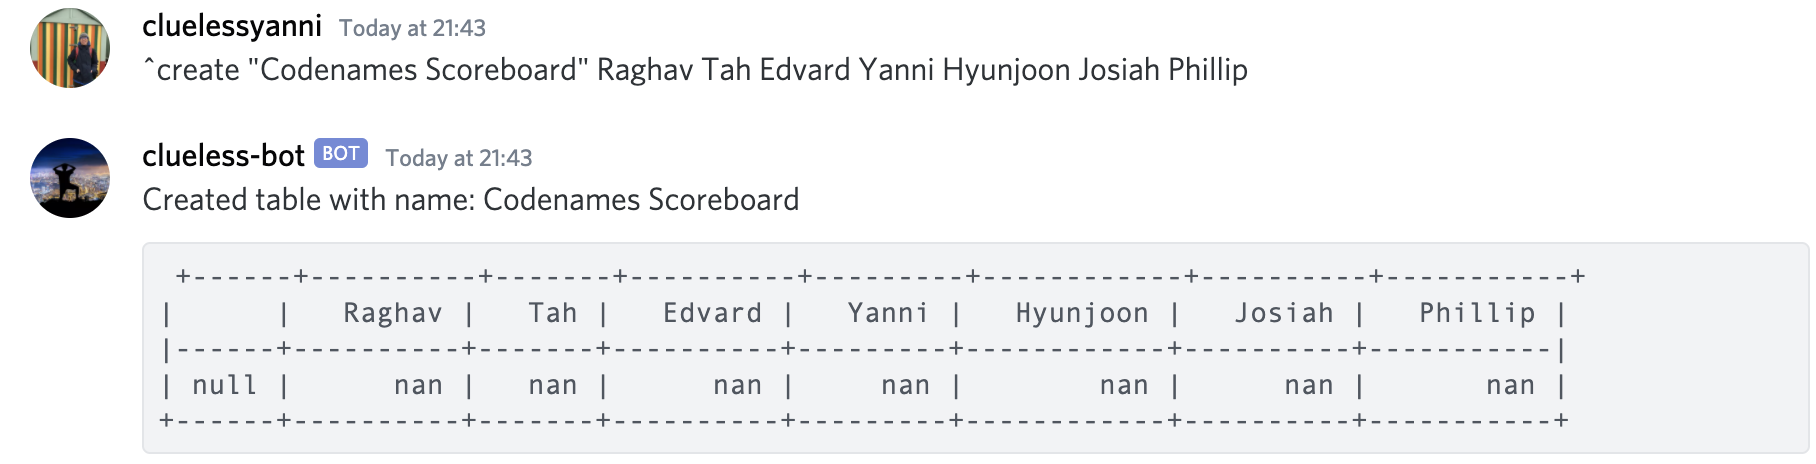 cluelessyanni Today at 21:43
^create "Codenames Scoreboard" Raghav Tah Edvard Yanni Hyunjoon Josiah Phillip
clueless-bot BOT Today at 21:43
Created table with name: Codenames Scoreboard
 +------+----------+-------+----------+---------+------------+----------+-----------+
|      |   Raghav |   Tah |   Edvard |   Yanni |   Hyunjoon |   Josiah |   Phillip |
|------+----------+-------+----------+---------+------------+----------+-----------|
| null |      nan |   nan |      nan |     nan |        nan |      nan |       nan |
+------+----------+-------+----------+---------+------------+----------+-----------+